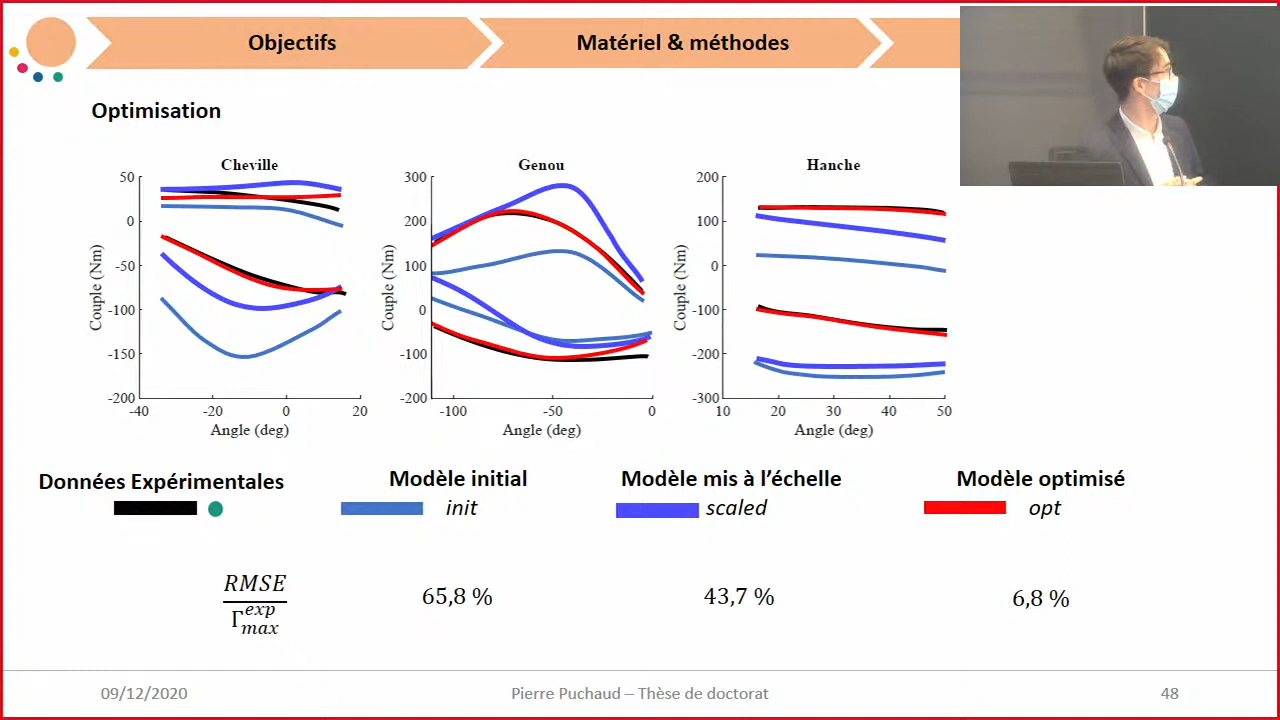 Objectifs
Matériel & méthodes
Optimisation
Cheville
Genou
Hanche
50
0
-50
-100
-150
-200
Couple (Nm)
-40
-20
0
20
Angle (deg)
300
200
100
0
-100
-200
Couple (Nm)
-100
-50
0
Angle (deg)
200
100
0
-100
-200
-300
Couple (Nm)
10
20
30
40
50
Angle (deg)
Données Expérimentales
Modèle initial
init
Modèle mis à l’échelle
scaled
Modèle optimisé
opt
RMSE
Γ exp max
65,8 %
43,7 %
6,8 %
09/12/2020
Pierre Puchaud – Thèse de doctorat
48